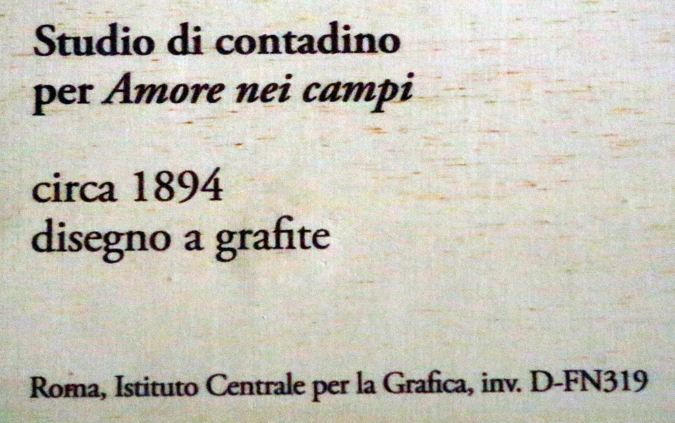 Studio di contadino
per Amore nei campi
circa 1894
disegno a grafite
Roma, Istituto Centrale per la Grafica, inv. D-FN319